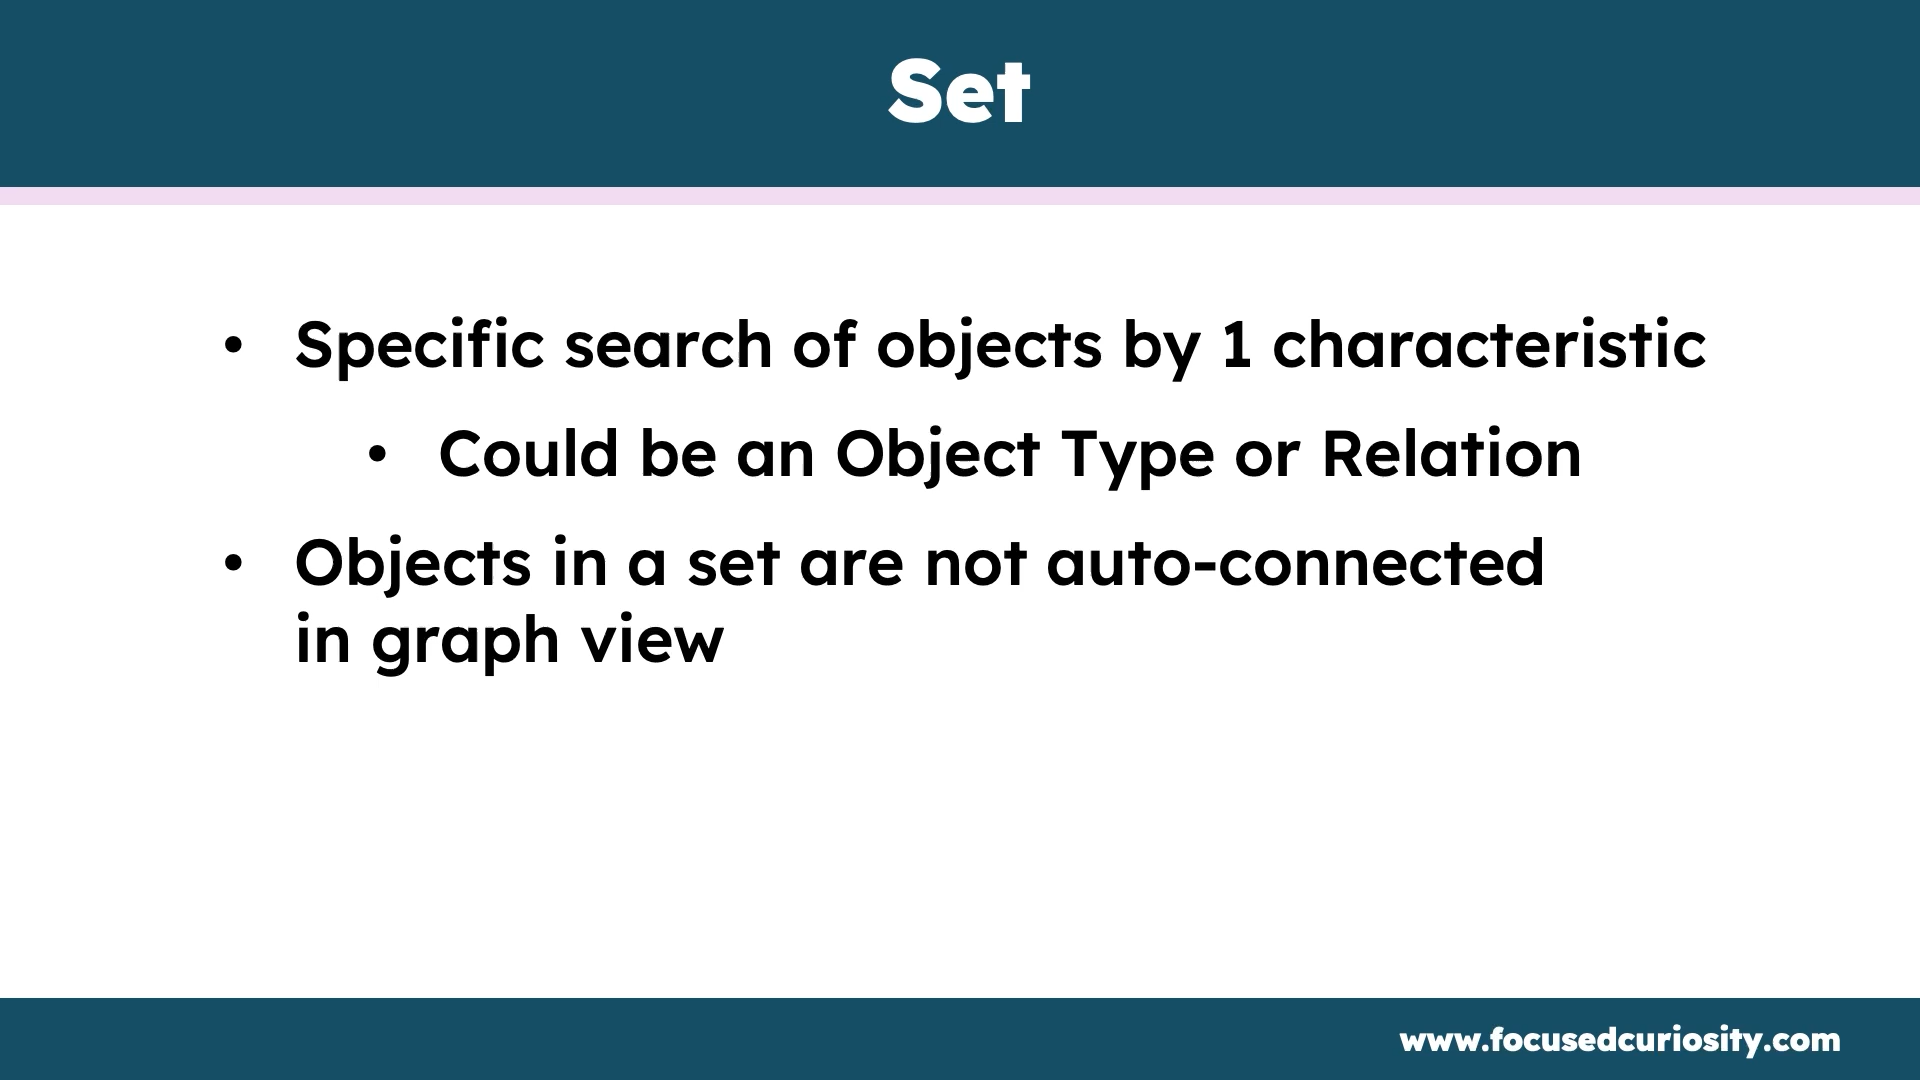 Set
• Specific search of objects by 1 characteristic
• Could be an Object Type or Relation
• Objects in a set are not auto-connected
in graph view
www.focusedcuriosity.com